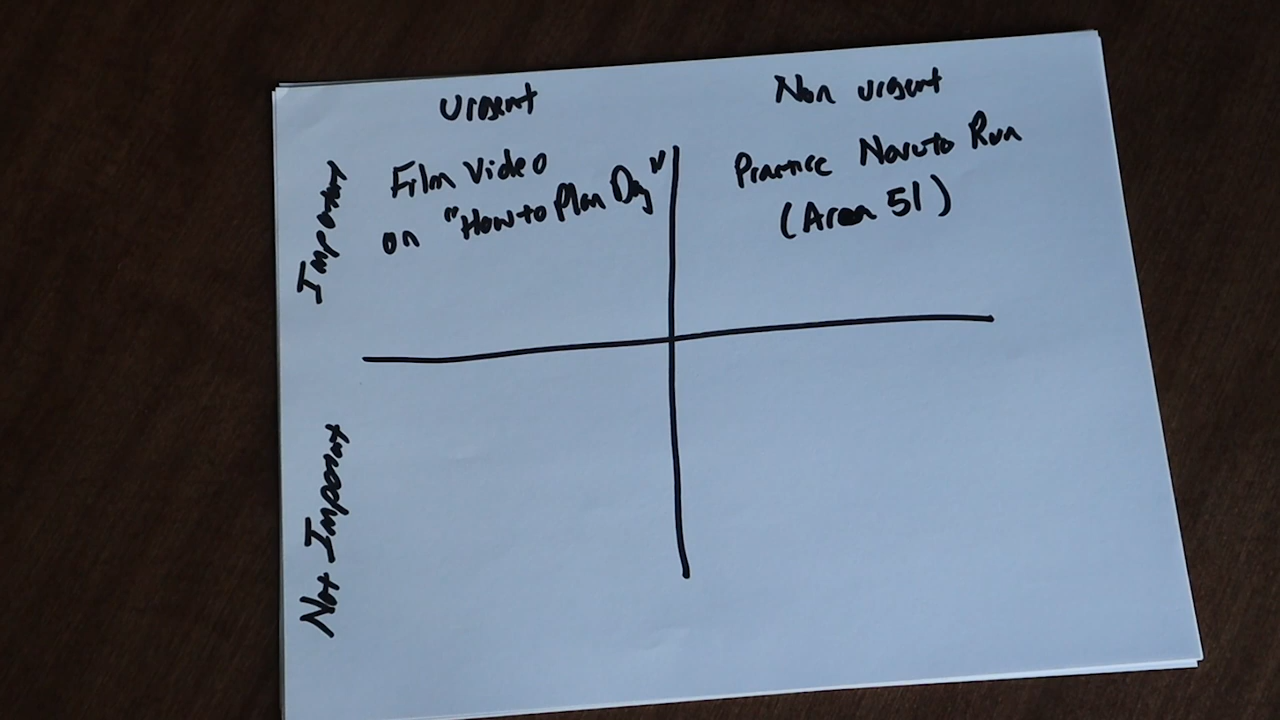 Urgent
Non urgent
Important
Film Video
on "How to Plan Day"
Practice Naruto Run
(Area 51)
Not Important